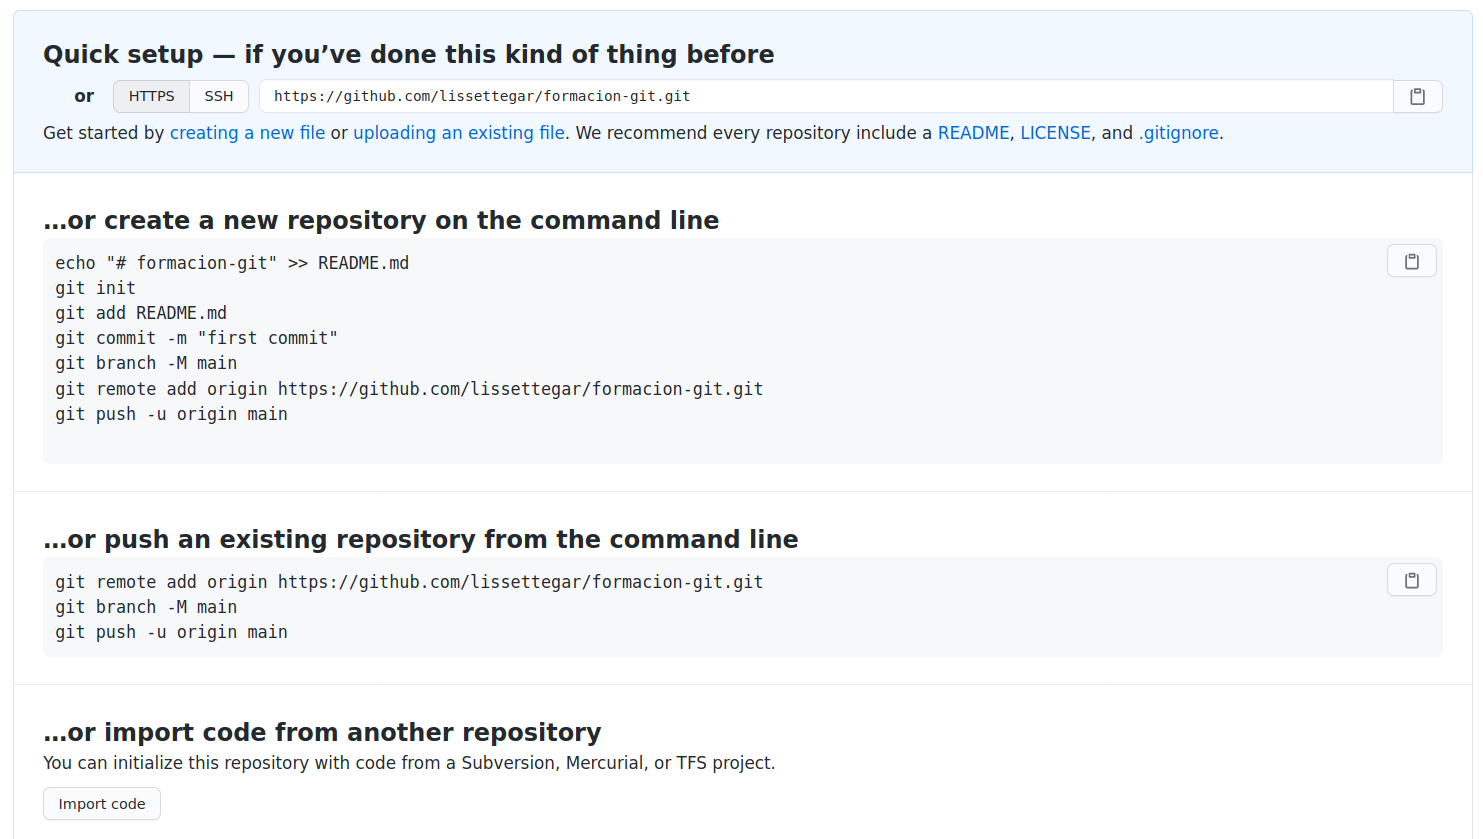 Quick setup — if you’ve done this kind of thing before
or HTTPS SSH https://github.com/lissettegar/formacion-git.git
Get started by creating a new file or uploading an existing file. We recommend every repository include a README, LICENSE, and .gitignore.
…or create a new repository on the command line
echo "# formacion-git" >> README.md
git init
git add README.md
git commit -m "first commit"
git branch -M main
git remote add origin https://github.com/lissettegar/formacion-git.git
git push -u origin main
…or push an existing repository from the command line
git remote add origin https://github.com/lissettegar/formacion-git.git
git branch -M main
git push -u origin main
…or import code from another repository
You can initialize this repository with code from a Subversion, Mercurial, or TFS project.
Import code